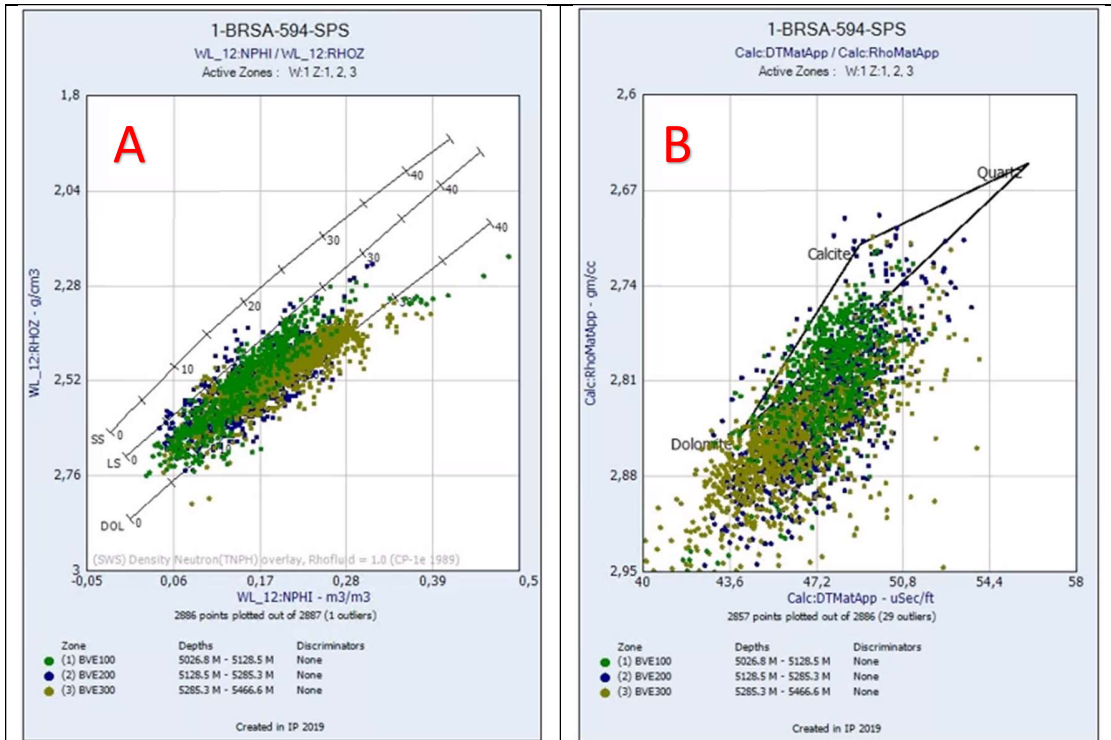 1-BRSA-594-SPS
WL_12:NPHI / WL_12:RHOZ
Active Zones : W:1 Z:1, 2, 3
A
1,8
2,04
2,28
2,52
2,76
3
WL_12:RHOZ - g/cm3
SS
0
10
20
30
40
LS
0
30
40
DOL
0
40
(SWS) Density Neutron(TNPH) overlay, Rhofluid = 1.0 (CP-1e 1989)
-0,05
0,06
0,17
0,28
0,39
0,5
WL_12:NPHI - m3/m3
2886 points plotted out of 2887 (1 outliers)
Zone Depths Discriminators
(1) BVE100 5026.8 M - 5128.5 M None
(2) BVE200 5128.5 M - 5285.3 M None
(3) BVE300 5285.3 M - 5466.6 M None
Created in IP 2019
1-BRSA-594-SPS
Calc:DTMatApp / Calc:RhoMatApp
Active Zones : W:1 Z:1, 2, 3
B
2,6
2,67
2,74
2,81
2,88
2,95
Calc:RhoMatApp - gm/cc
Quartz
Calcite
Dolomite
40
43,6
47,2
50,8
54,4
58
Calc:DTMatApp - uSec/ft
2857 points plotted out of 2886 (29 outliers)
Zone Depths Discriminators
(1) BVE100 5026.8 M - 5128.5 M None
(2) BVE200 5128.5 M - 5285.3 M None
(3) BVE300 5285.3 M - 5466.6 M None
Created in IP 2019